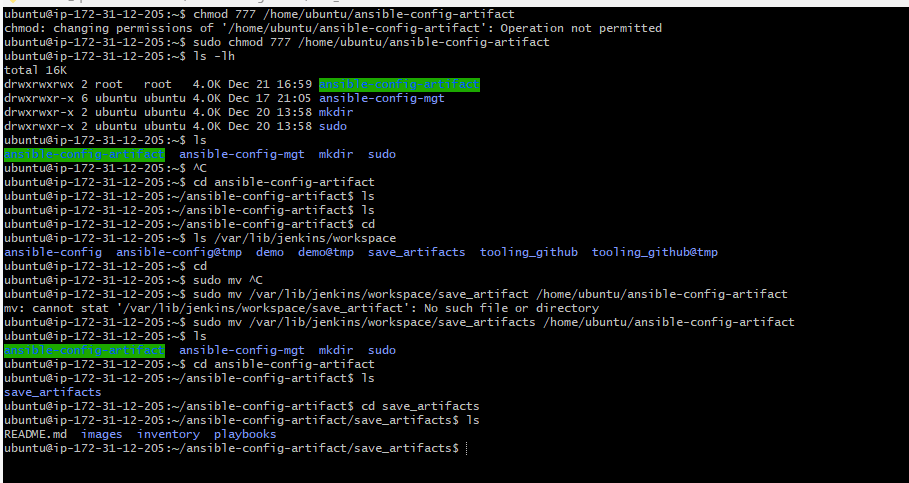 ubuntu@ip-172-31-12-205:~$ chmod 777 /home/ubuntu/ansible-config-artifact
chmod: changing permissions of '/home/ubuntu/ansible-config-artifact': Operation not permitted
ubuntu@ip-172-31-12-205:~$ sudo chmod 777 /home/ubuntu/ansible-config-artifact
ubuntu@ip-172-31-12-205:~$ ls -lh
total 16K
drwxrwxrwx 2 root   root   4.0K Dec 21 16:59 ansible-config-artifact
drwxrwxr-x 6 ubuntu ubuntu 4.0K Dec 17 21:05 ansible-config-mgt
drwxrwxr-x 2 ubuntu ubuntu 4.0K Dec 20 13:58 mkdir
drwxrwxr-x 2 ubuntu ubuntu 4.0K Dec 20 13:58 sudo
ubuntu@ip-172-31-12-205:~$ ls
ansible-config-artifact  ansible-config-mgt  mkdir  sudo
ubuntu@ip-172-31-12-205:~$ ^C
ubuntu@ip-172-31-12-205:~$ cd ansible-config-artifact
ubuntu@ip-172-31-12-205:~/ansible-config-artifact$ ls
ubuntu@ip-172-31-12-205:~/ansible-config-artifact$ ls
ubuntu@ip-172-31-12-205:~/ansible-config-artifact$ cd
ubuntu@ip-172-31-12-205:~$ ls /var/lib/jenkins/workspace
ansible-config  ansible-config@tmp  demo  demo@tmp  save_artifacts  tooling_github  tooling_github@tmp
ubuntu@ip-172-31-12-205:~$ cd
ubuntu@ip-172-31-12-205:~$ sudo mv ^C
ubuntu@ip-172-31-12-205:~$ sudo mv /var/lib/jenkins/workspace/save_artifact /home/ubuntu/ansible-config-artifact
mv: cannot stat '/var/lib/jenkins/workspace/save_artifact': No such file or directory
ubuntu@ip-172-31-12-205:~$ sudo mv /var/lib/jenkins/workspace/save_artifacts /home/ubuntu/ansible-config-artifact
ubuntu@ip-172-31-12-205:~$ ls
ansible-config-artifact  ansible-config-mgt  mkdir  sudo
ubuntu@ip-172-31-12-205:~$ cd ansible-config-artifact
ubuntu@ip-172-31-12-205:~/ansible-config-artifact$ ls
save_artifacts
ubuntu@ip-172-31-12-205:~/ansible-config-artifact$ cd save_artifacts
ubuntu@ip-172-31-12-205:~/ansible-config-artifact/save_artifacts$ ls
README.md  images  inventory  playbooks
ubuntu@ip-172-31-12-205:~/ansible-config-artifact/save_artifacts$